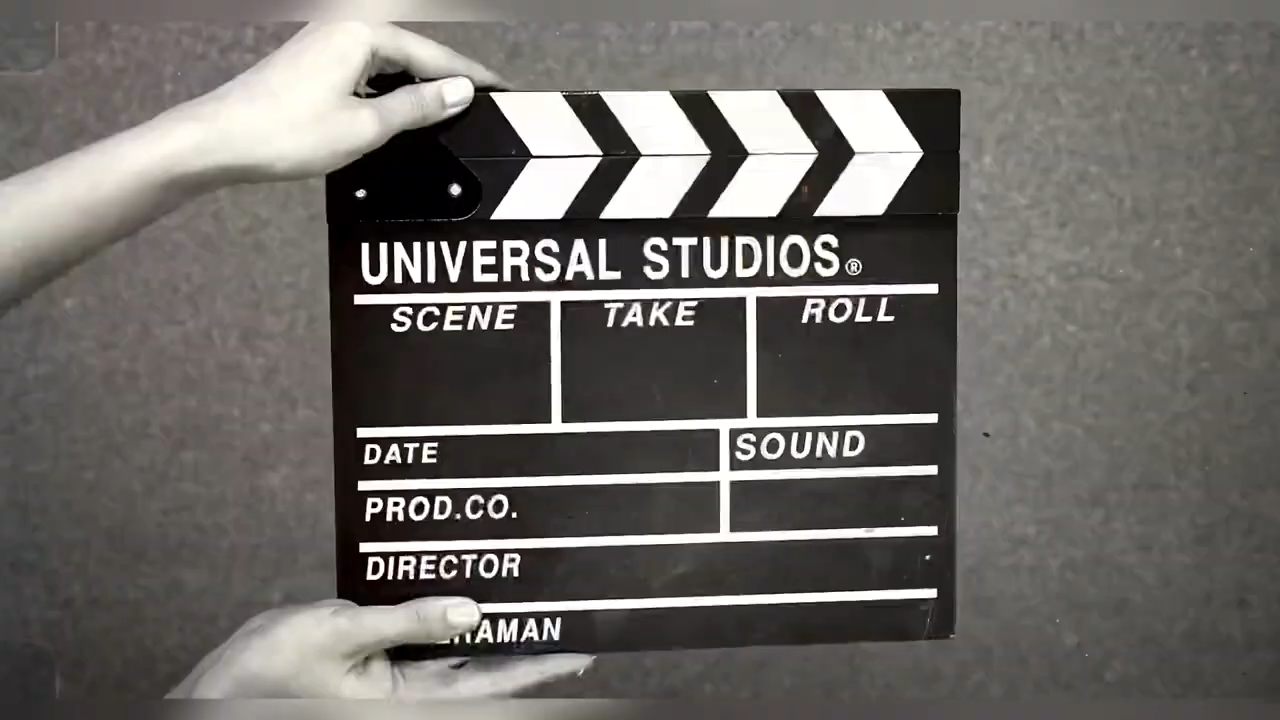 UNIVERSAL STUDIOS®
SCENE TAKE ROLL
DATE SOUND
PROD.CO.
DIRECTOR